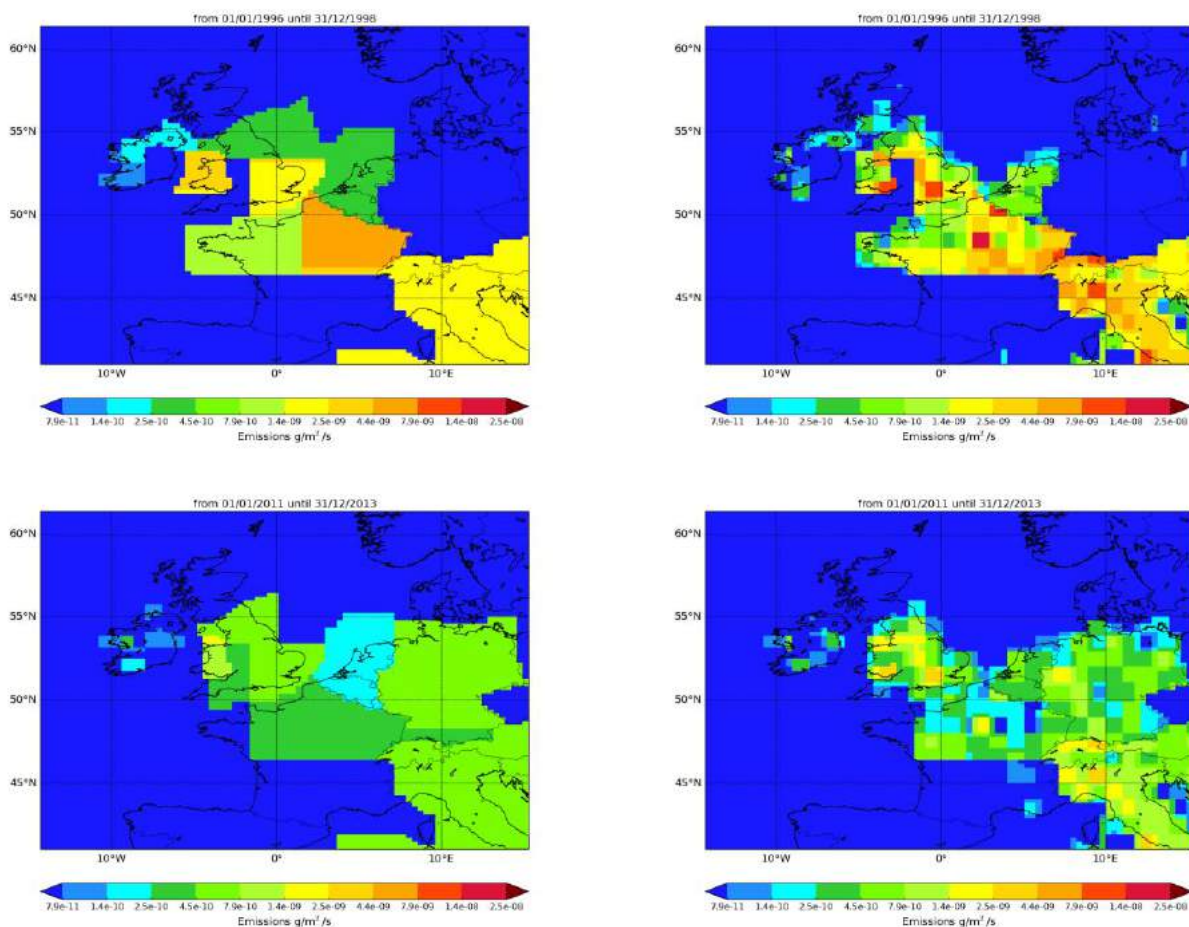 from 01/01/1996 until 31/12/1998
60°N
55°N
50°N
45°N
10°W 0° 10°E
7.9e-11 1.4e-10 2.5e-10 4.5e-10 7.9e-10 1.4e-09 2.5e-09 4.4e-09 7.9e-09 1.4e-08 2.5e-08
Emissions g/m²/s
from 01/01/1996 until 31/12/1998
60°N
55°N
50°N
45°N
10°W 0° 10°E
7.9e-11 1.4e-10 2.5e-10 4.5e-10 7.9e-10 1.4e-09 2.5e-09 4.4e-09 7.9e-09 1.4e-08 2.5e-08
Emissions g/m²/s
from 01/01/2011 until 31/12/2013
60°N
55°N
50°N
45°N
10°W 0° 10°E
7.9e-11 1.4e-10 2.5e-10 4.5e-10 7.9e-10 1.4e-09 2.5e-09 4.4e-09 7.9e-09 1.4e-08 2.5e-08
Emissions g/m²/s
from 01/01/2011 until 31/12/2013
60°N
55°N
50°N
45°N
10°W 0° 10°E
7.9e-11 1.4e-10 2.5e-10 4.5e-10 7.9e-10 1.4e-09 2.5e-09 4.4e-09 7.9e-09 1.4e-08 2.5e-08
Emissions g/m²/s